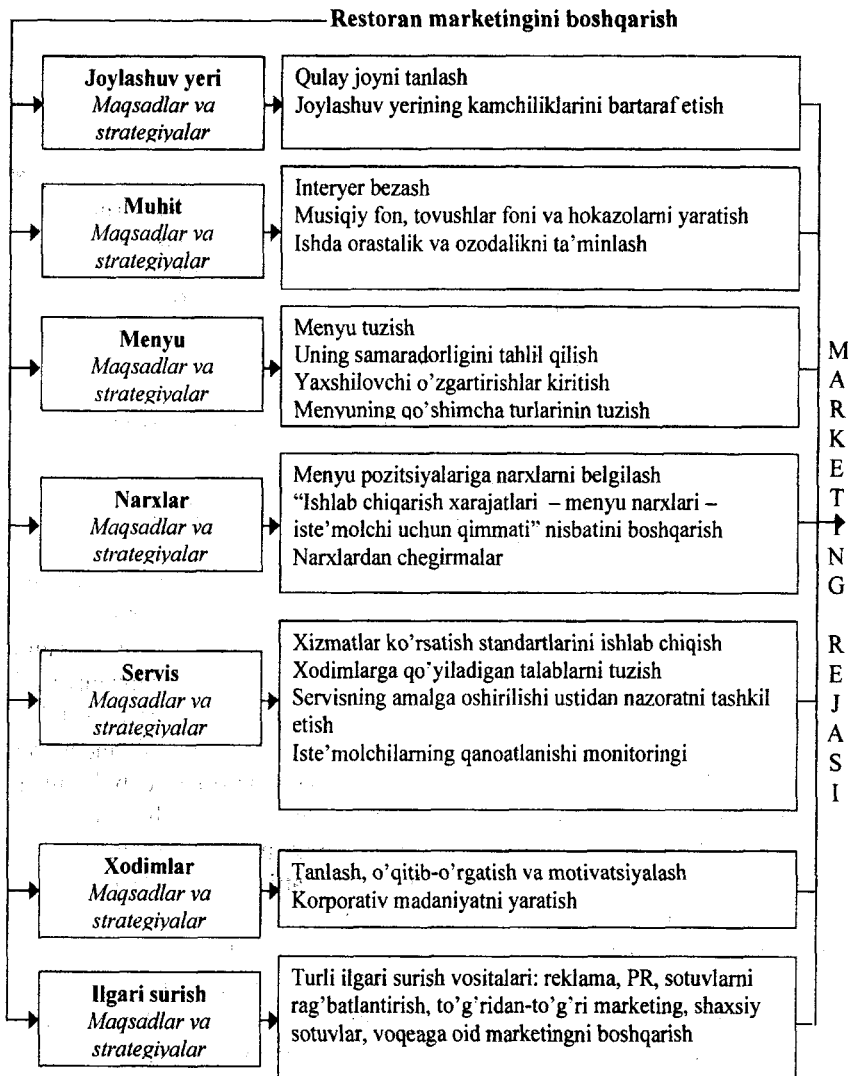 Restoran marketingini boshqarish
Joylashuv yeri
Maqsadlar va
strategiyalar
Qulay joyni tanlash
Joylashuv yerining kamchiliklarini bartaraf etish
Muhit
Maqsadlar va
strategiyalar
Interyer bezash
Musiqiy fon, tovushlar foni va hokazolarni yaratish
Ishda orastalik va ozodalikni ta’minlash
Menyu
Maqsadlar va
strategiyalar
Menyu tuzish
Uning samaradorligini tahlil qilish
Yaxshilovchi o’zgartirishlar kiritish
Menyuning qo’shimcha turlarinin tuzish
Narxlar
Maqsadlar va
strategiyalar
Menyu pozitsiyalariga narxlarni belgilash
“Ishlab chiqarish xarajatlari – menyu narxlari –
iste’molchi uchun qimmati” nisbatini boshqarish
Narxlardan chegirmalar
Servis
Maqsadlar va
strategiyalar
Xizmatlar ko’rsatish standartlarini ishlab chiqish
Xodimlarga qo’yiladigan talablarni tuzish
Servisning amalga oshirilishi ustidan nazoratni tashkil
etish
Iste’molchilarning qanoatlanishi monitoringi
Xodimlar
Maqsadlar va
strategiyalar
Tanlash, o’qitib-o’rgatish va motivatsiyalash
Korporativ madaniyatni yaratish
Ilgari surish
Maqsadlar va
strategiyalar
Turli ilgari surish vositalari: reklama, PR, sotuvlarni
rag’batlantirish, to’g’ridan-to’g’ri marketing, shaxsiy
sotuvlar, voqeaga oid marketingni boshqarish
MARKETING REJASI